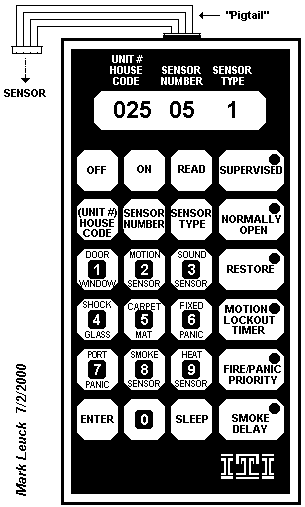 "Pigtail"
SENSOR
UNIT # HOUSE CODE
SENSOR NUMBER
SENSOR TYPE
025 05 1
OFF
ON
READ
SUPERVISED
(UNIT #) HOUSE CODE
SENSOR NUMBER
SENSOR TYPE
NORMALLY OPEN
DOOR 1 WINDOW
MOTION 2 SENSOR
SOUND 3 SENSOR
RESTORE
SHOCK 4 GLASS
CARPET 5 MAT
FIXED 6 PANIC
MOTION LOCKOUT TIMER
PORT 7 PANIC
SMOKE 8 SENSOR
HEAT 9 SENSOR
FIRE/PANIC PRIORITY
ENTER
0
SLEEP
SMOKE DELAY
ITI
Mark Leuck 7/2/2000